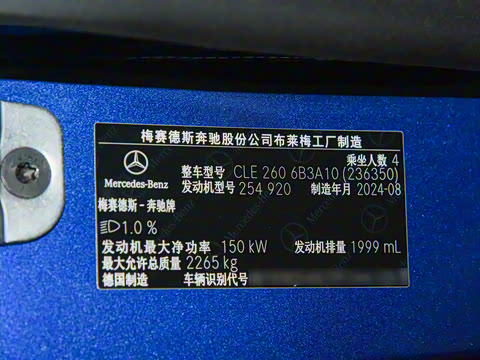 梅赛德斯奔驰股份公司布莱梅工厂制造
乘坐人数 4
整车型号 CLE 260 6B3A10 (236350)
Mercedes-Benz
发动机型号 254 920 制造年月 2024-08
梅赛德斯-奔驰牌
1.0 %
发动机最大净功率 150 kW 发动机排量 1999 mL
最大允许总质量 2265 kg
德国制造 车辆识别代号